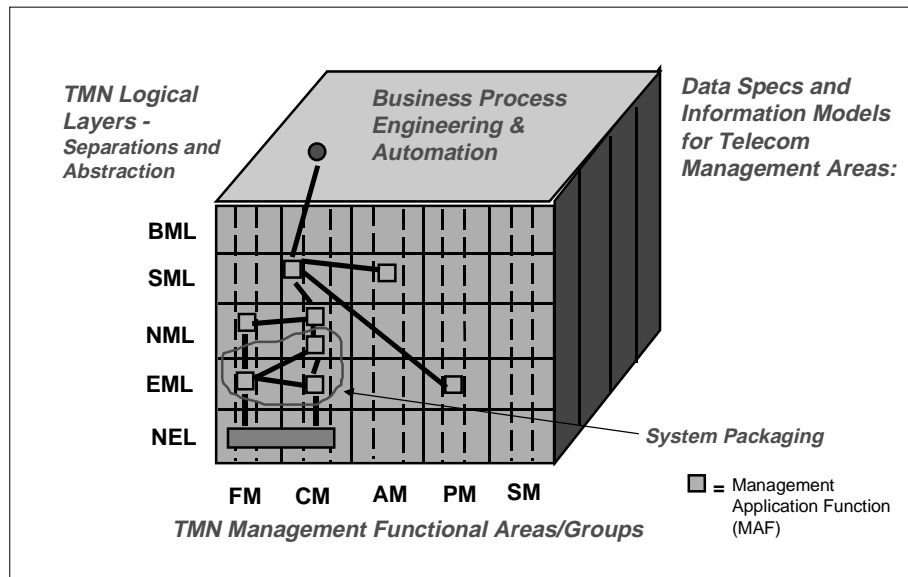 TMN Logical
Layers -
Separations and
Abstraction
Business Process
Engineering &
Automation
Data Specs and
Information Models
for Telecom
Management Areas:
BML
SML
NML
EML
NEL
System Packaging
FM CM AM PM SM
TMN Management Functional Areas/Groups
= Management
Application Function
(MAF)